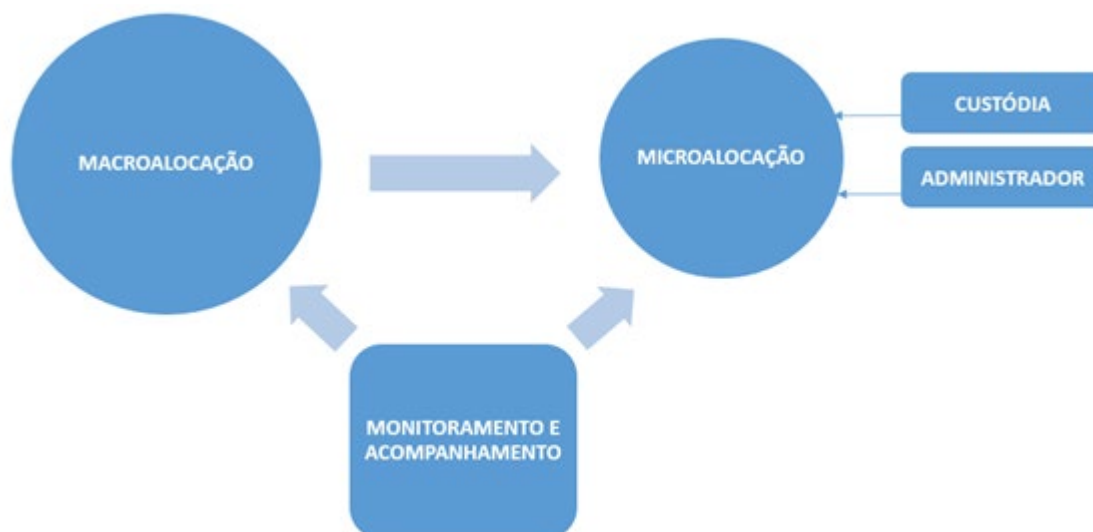 MACROALOCAÇÃO
MICROALOCAÇÃO
CUSTÓDIA
ADMINISTRADOR
MONITORAMENTO E
ACOMPANHAMENTO